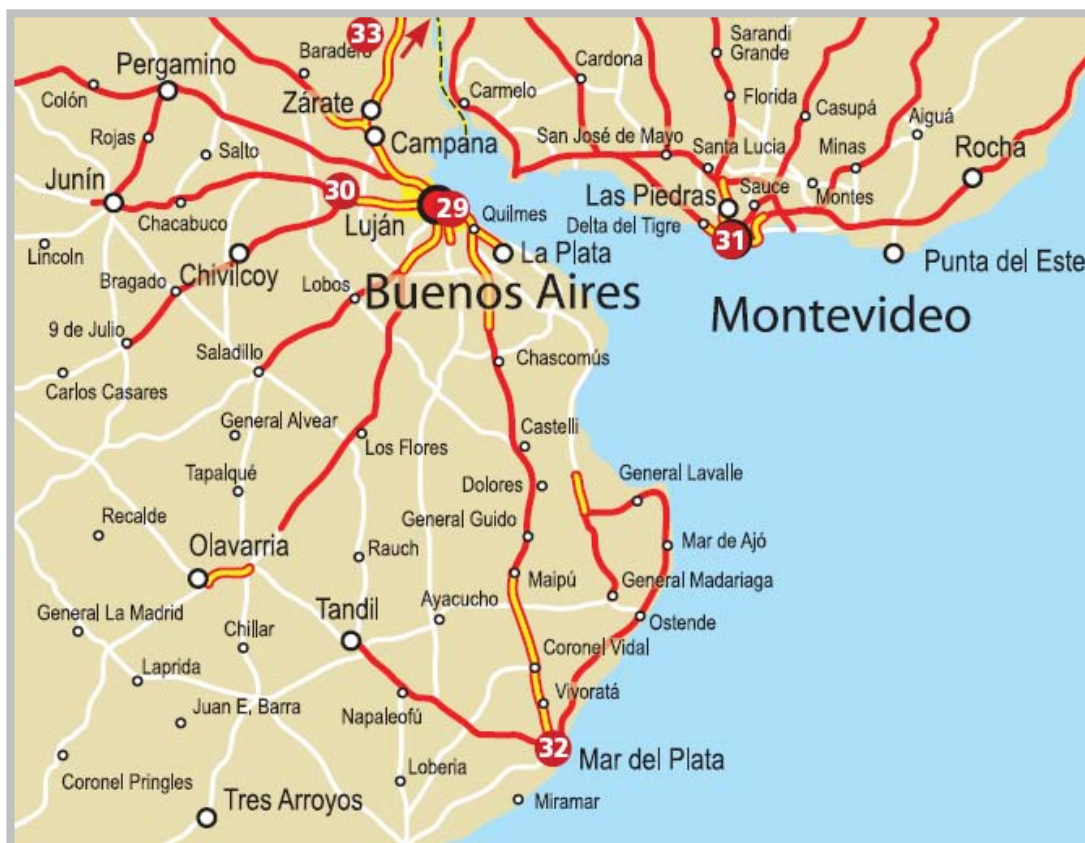 33
Baradero
Sarandi
Grande
Pergamino
Cardona
Colón
Zárate
Carmelo
Florida
Casupá
Aiguá
Rojas
Campana
San José de Mayo
Santa Lucia
Minas
Rocha
Salto
Junín
30
Las Piedras
Sauce
Montes
Chacabuco
Luján
29
Quilmes
Delta del Tigre
31
Lincoln
Chivilcoy
La Plata
Punta del Este
Bragado
Lobos
Buenos Aires
Montevideo
9 de Julio
Saladillo
Chascomús
Carlos Casares
General Alvear
Los Flores
Castelli
Tapalqué
Dolores
General Lavalle
Recalde
General Guido
Olavarria
Rauch
Mar de Ajó
Maipú
General Madariaga
General La Madrid
Tandil
Ayacucho
Ostende
Chillar
Coronel Vidal
Laprida
Vivoratá
Juan E, Barra
Napaleofú
32
Mar del Plata
Coronel Pringles
Loberia
Tres Arroyos
Miramar